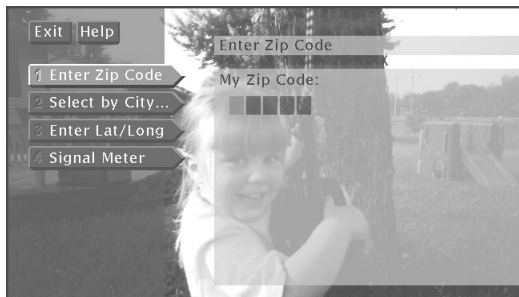 Exit Help
Enter Zip Code
1 Enter Zip Code
My Zip Code:
2 Select by City...
3 Enter Lat/Long
4 Signal Meter